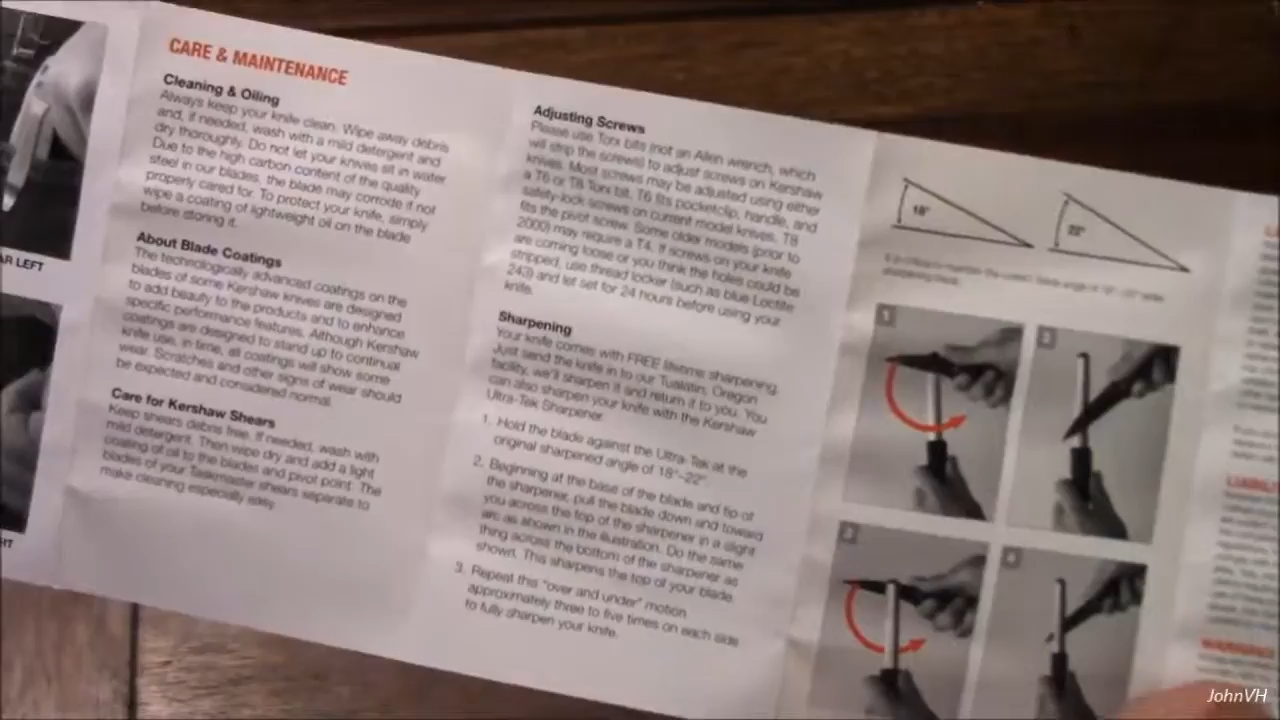 AR LEFT
HT
CARE & MAINTENANCE
Cleaning & Oiling
Always keep your knife clean. Wipe away debris
and, if needed, wash with a mild detergent and
dry thoroughly. Do not let your knives sit in water.
Due to the high carbon content of the quality
steel in our blades, the blade may corrode if not
properly cared for. To protect your knife, simply
wipe a coating of lightweight oil on the blade
before storing it.
About Blade Coatings
The technologically advanced coatings on the
blades of some Kershaw knives are designed
to add beauty to the products and to enhance
specific performance features. Although Kershaw
coatings are designed to stand up to continual
knife use, in time, all coatings will show some
wear. Scratches and other signs of wear should
be expected and considered normal.
Care for Kershaw Shears
Keep shears debris free. If needed, wash with
mild detergent. Then wipe dry and add a light
coating of oil to the blades and pivot point. The
blades of your Taskmaster shears separate to
make cleaning especially easy.
Adjusting Screws
Please use Torx bits (not an Allen wrench, which
will strip the screws) to adjust screws on Kershaw
knives. Most screws may be adjusted using either
a T6 or T8 Torx bit. T6 fits pocketclip, handle, and
safety-lock screws on current model knives. T8
fits the pivot screw. Some older models (prior to
2000) may require a T4. If screws on your knife
are coming loose or you think the holes could be
stripped, use thread locker (such as blue Loctite
243) and let set for 24 hours before using your
knife.
Sharpening
Your knife comes with FREE lifetime sharpening.
Just send the knife in to our Tualatin, Oregon
facility, we'll sharpen it and return it to you. You
can also sharpen your knife with the Kershaw
Ultra-Tek Sharpener.
1. Hold the blade against the Ultra-Tek at the
original sharpened angle of 18°–22°.
2. Beginning at the base of the blade and tip of
the sharpener, pull the blade down and toward
you across the top of the sharpener in a slight
arc as shown in the illustration. Do the same
thing across the bottom of the sharpener as
shown. This sharpens the top of your blade.
3. Repeat this "over and under" motion
approximately three to five times on each side
to fully sharpen your knife.
18°
22°
1
2
3
4
JohnVH